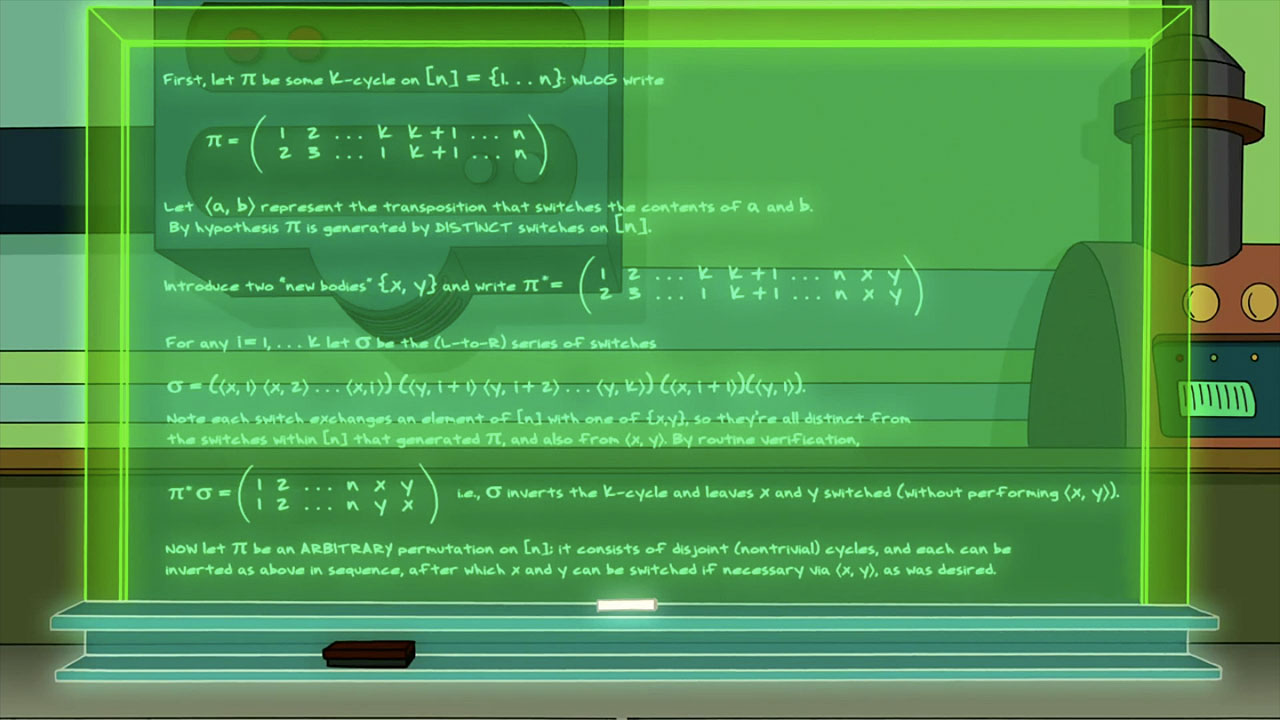 First, let π be some k-cycle on [n] = {1...n}: WLOG write
π = ( 1 2 ... k k+1 ... n
2 3 ... 1 k+1 ... n )
Let ⟨a, b⟩ represent the transposition that switches the contents of a and b.
By hypothesis π is generated by DISTINCT switches on [n].
Introduce two "new bodies" {x, y} and write π* = ( 1 2 ... k k+1 ... n x y
2 3 ... 1 k+1 ... n x y )
For any i = 1, ... k let σ be the (L-to-R) series of switches
σ = (⟨x, 1⟩ ⟨x, 2⟩ ... ⟨x, i⟩) (⟨y, i+1⟩ ⟨y, i+2⟩ ... ⟨y, k⟩) (⟨x, i+1⟩)(⟨y, 1⟩).
Note each switch exchanges an element of [n] with one of {x,y}, so they're all distinct from
the switches within [n] that generated π, and also from ⟨x, y⟩. By routine verification,
π* σ = ( 1 2 ... n x y
1 2 ... n y x ) i.e., σ inverts the k-cycle and leaves x and y switched (without performing ⟨x, y⟩).
NOW let π be an ARBITRARY permutation on [n]; it consists of disjoint (nontrivial) cycles, and each can be
inverted as above in sequence, after which x and y can be switched if necessary via ⟨x, y⟩, as was desired.